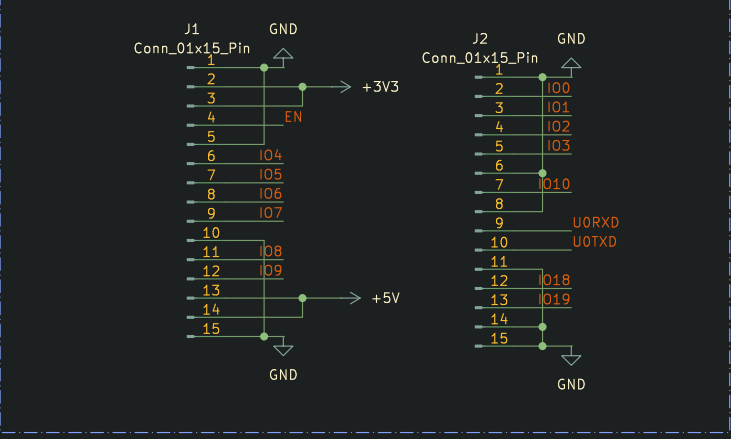 J1
GND
Conn_01x15_Pin
1
2
+3V3
3
4 EN
5
6 IO4
7 IO5
8 IO6
9 IO7
10
11 IO8
12 IO9
13
+5V
14
15
GND
J2
GND
Conn_01x15_Pin
1
2 IO0
3 IO1
4 IO2
5 IO3
6
7 IO10
8
9 U0RXD
10 U0TXD
11
12 IO18
13 IO19
14
15
GND